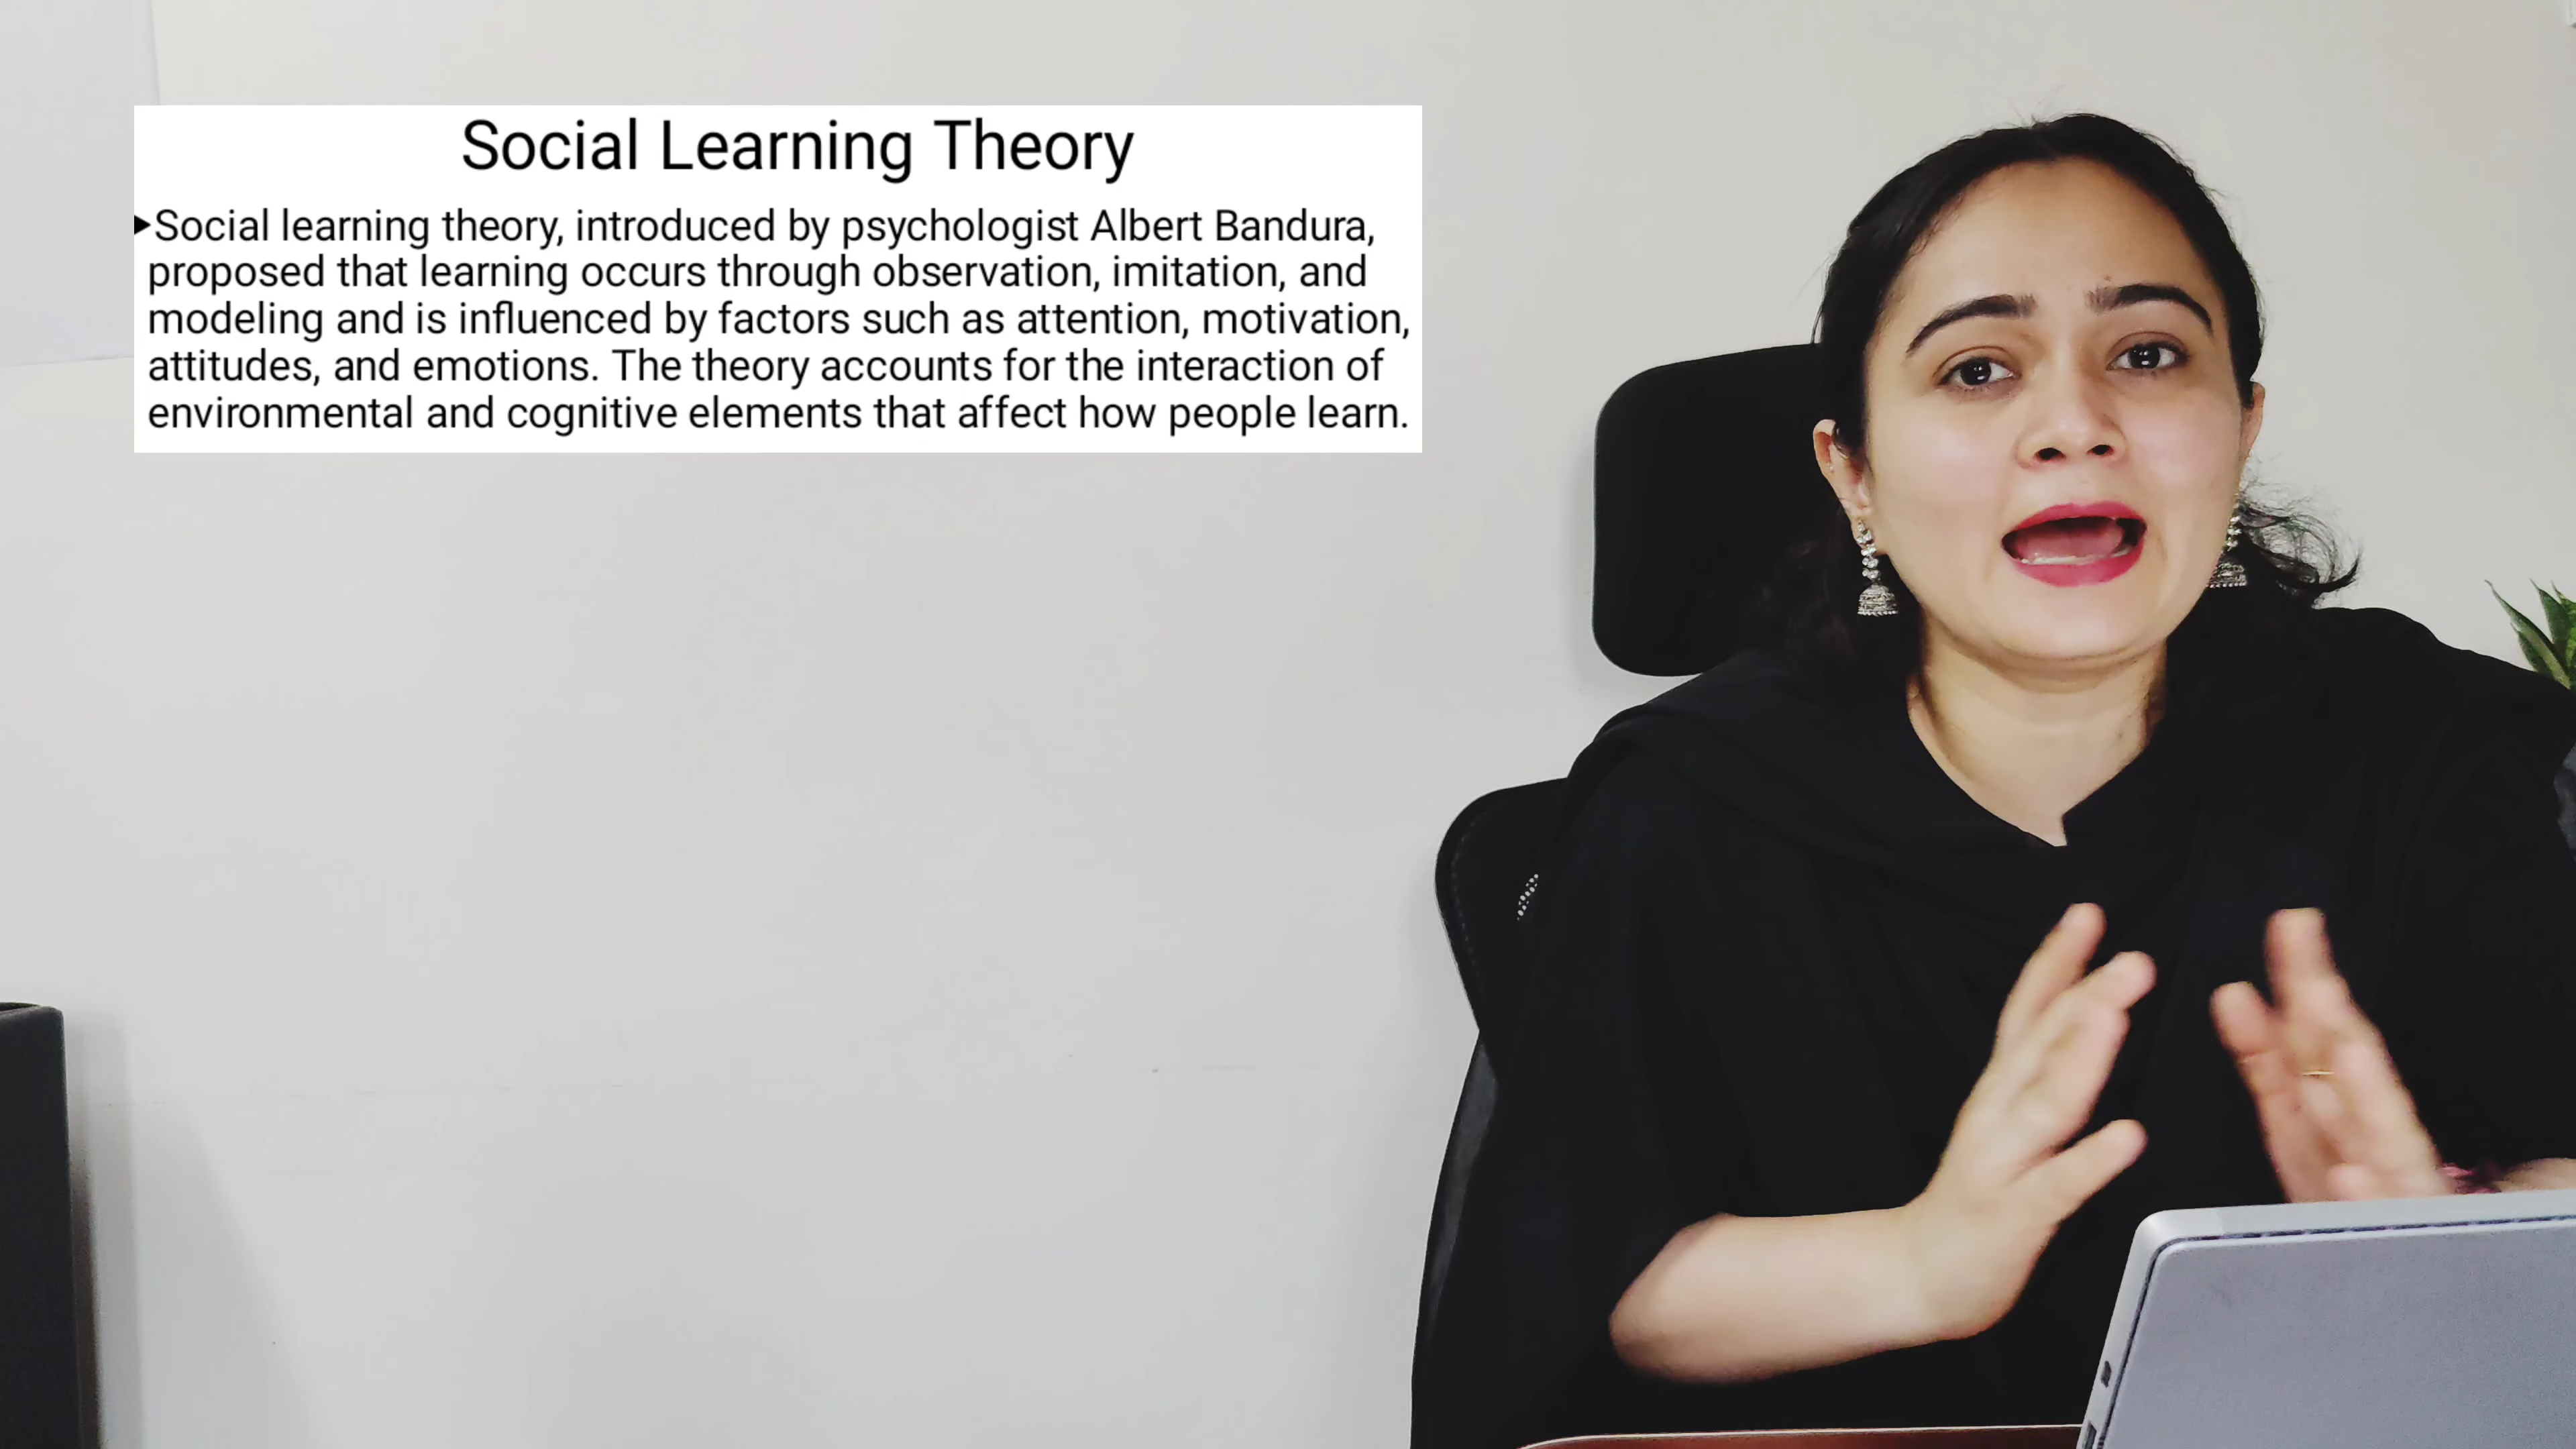 Social Learning Theory
▶Social learning theory, introduced by psychologist Albert Bandura,
proposed that learning occurs through observation, imitation, and
modeling and is influenced by factors such as attention, motivation,
attitudes, and emotions. The theory accounts for the interaction of
environmental and cognitive elements that affect how people learn.